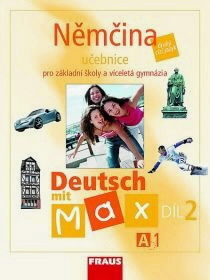 Němčina
učebnice
pro základní školy a víceletá gymnázia
Deutsch
mit
Max
DÍL 2
A1
FRAUS